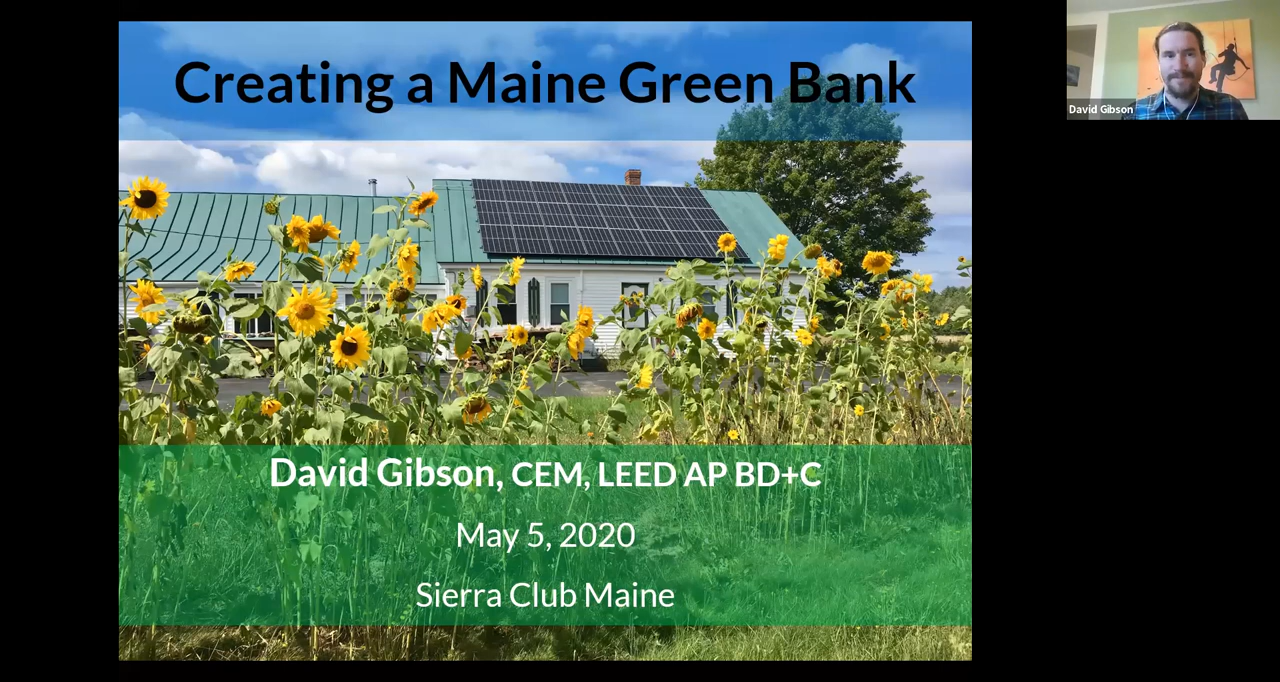 Creating a Maine Green Bank
David Gibson
David Gibson, CEM, LEED AP BD+C
May 5, 2020
Sierra Club Maine